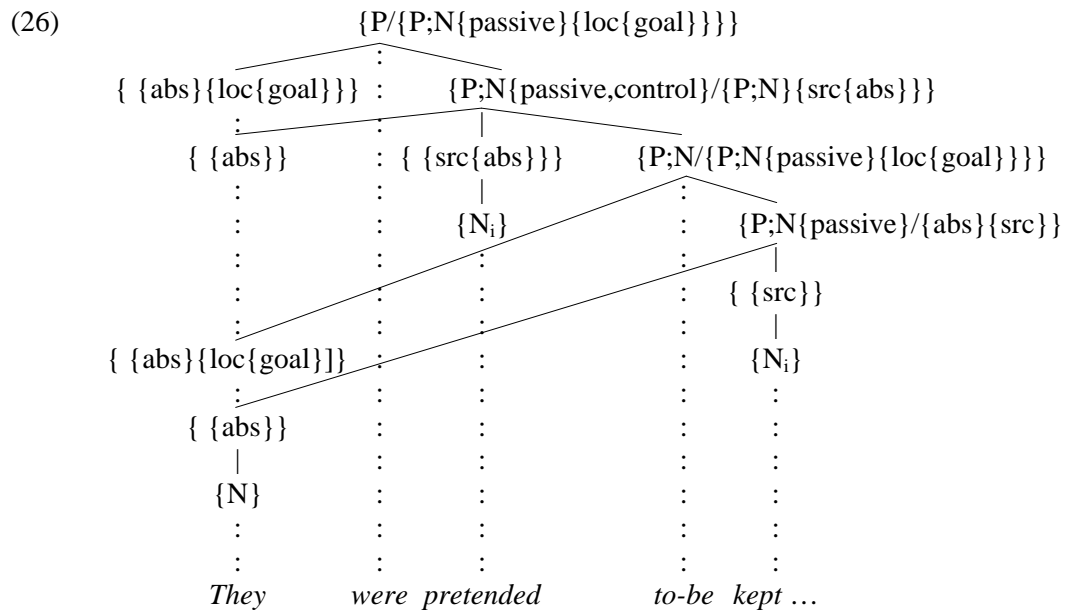 (26) {P/{P;N{passive}{loc{goal}}}}
{ {abs}{loc{goal}}} : {P;N{passive,control}/{P;N}{src{abs}}}
: :
{ {abs}} : { {src{abs}}} {P;N/{P;N{passive}{loc{goal}}}}
: : :
: : {Nᵢ} : {P;N{passive}/{abs}{src}}
: : : :
: : : : { {src}}
: : : :
{ {abs}{loc{goal}]} : : : {Nᵢ}
: : : : :
{ {abs}} : : : :
: : : :
{N} : : : :
: : : : :
: : : : :
They were pretended to-be kept …